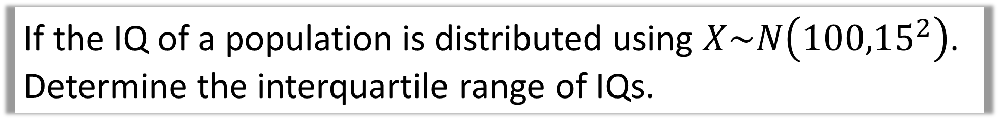 If the IQ of a population is distributed using X~N(100,15²).
Determine the interquartile range of IQs.